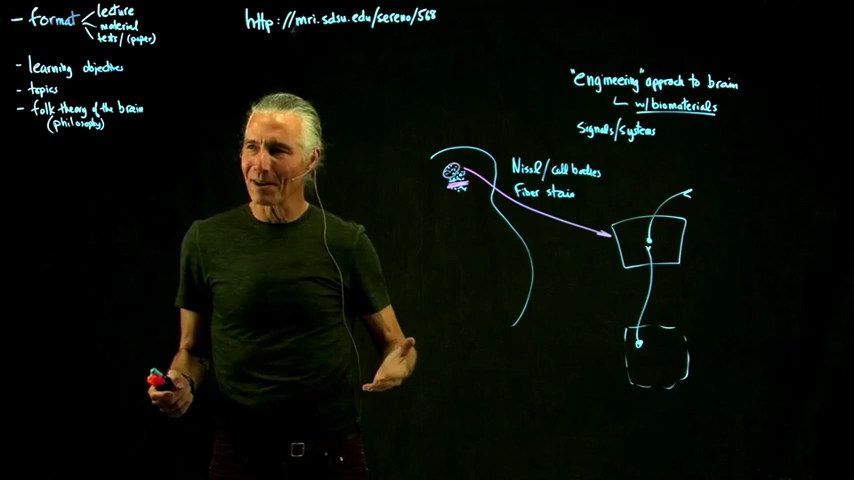 - format
lecture
material
tests/(paper)
- learning objectives
- topics
- folk theory of the brain
(philosophy)
http://mri.sdsu.edu/sereno/568
"engineering" approach to brain
w/ biomaterials
Signals/systems
Nissl/cell bodies
Fiber stain